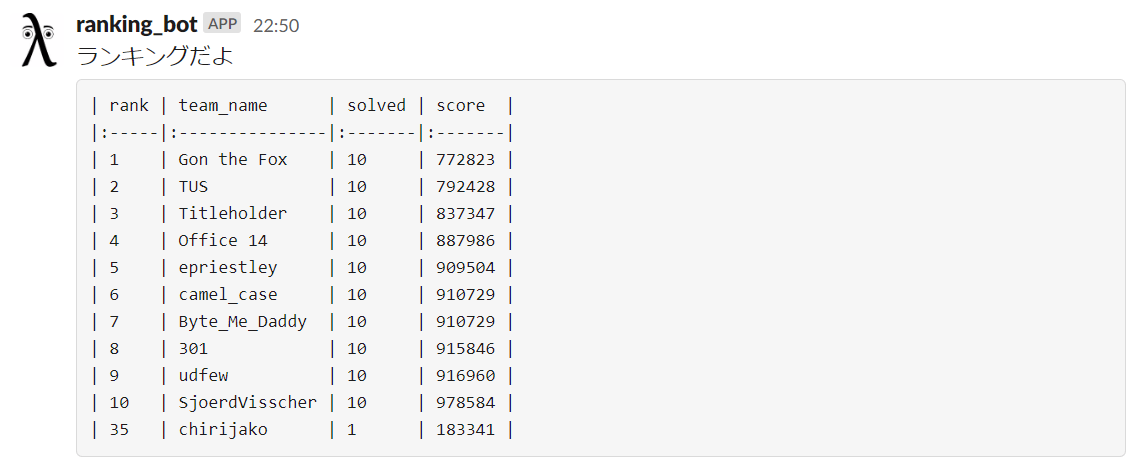 ranking_bot APP 22:50
ランキングだよ
| rank | team_name      | solved | score  |
|:-----|:---------------|:-------|:-------|
| 1    | Gon the Fox    | 10     | 772823 |
| 2    | TUS            | 10     | 792428 |
| 3    | Titleholder    | 10     | 837347 |
| 4    | Office 14      | 10     | 887986 |
| 5    | epriestley     | 10     | 909504 |
| 6    | camel_case     | 10     | 910729 |
| 7    | Byte_Me_Daddy  | 10     | 910729 |
| 8    | 301            | 10     | 915846 |
| 9    | udfew          | 10     | 916960 |
| 10   | SjoerdVisscher | 10     | 978584 |
| 35   | chirijako      | 1      | 183341 |